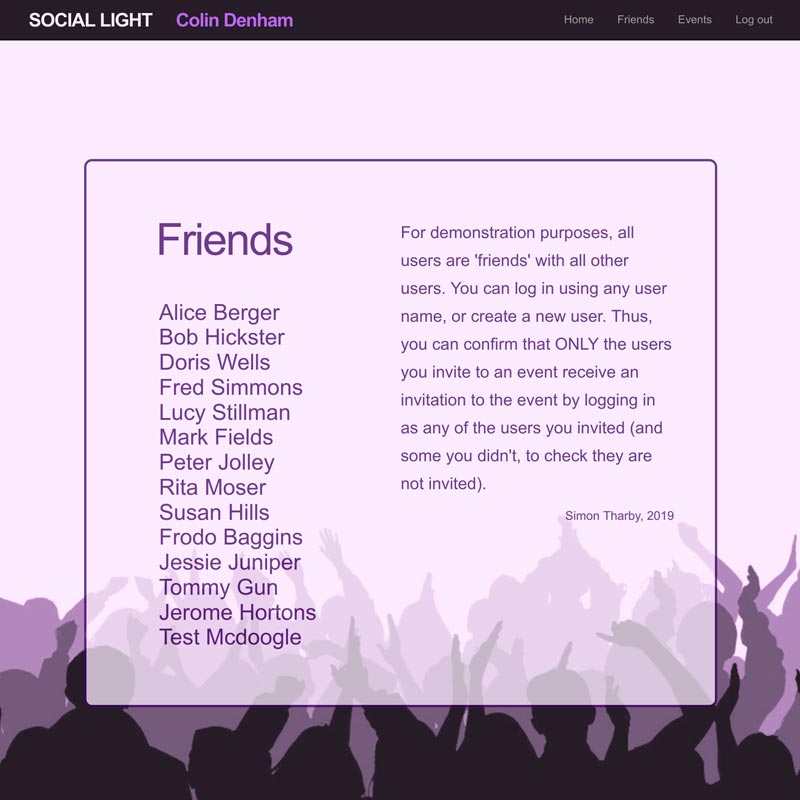 SOCIAL LIGHT Colin Denham Home Friends Events Log out
Friends
Alice Berger
Bob Hickster
Doris Wells
Fred Simmons
Lucy Stillman
Mark Fields
Peter Jolley
Rita Moser
Susan Hills
Frodo Baggins
Jessie Juniper
Tommy Gun
Jerome Hortons
Test Mcdoogle
For demonstration purposes, all
users are 'friends' with all other
users. You can log in using any user
name, or create a new user. Thus,
you can confirm that ONLY the users
you invite to an event receive an
invitation to the event by logging in
as any of the users you invited (and
some you didn't, to check they are
not invited).
Simon Tharby, 2019